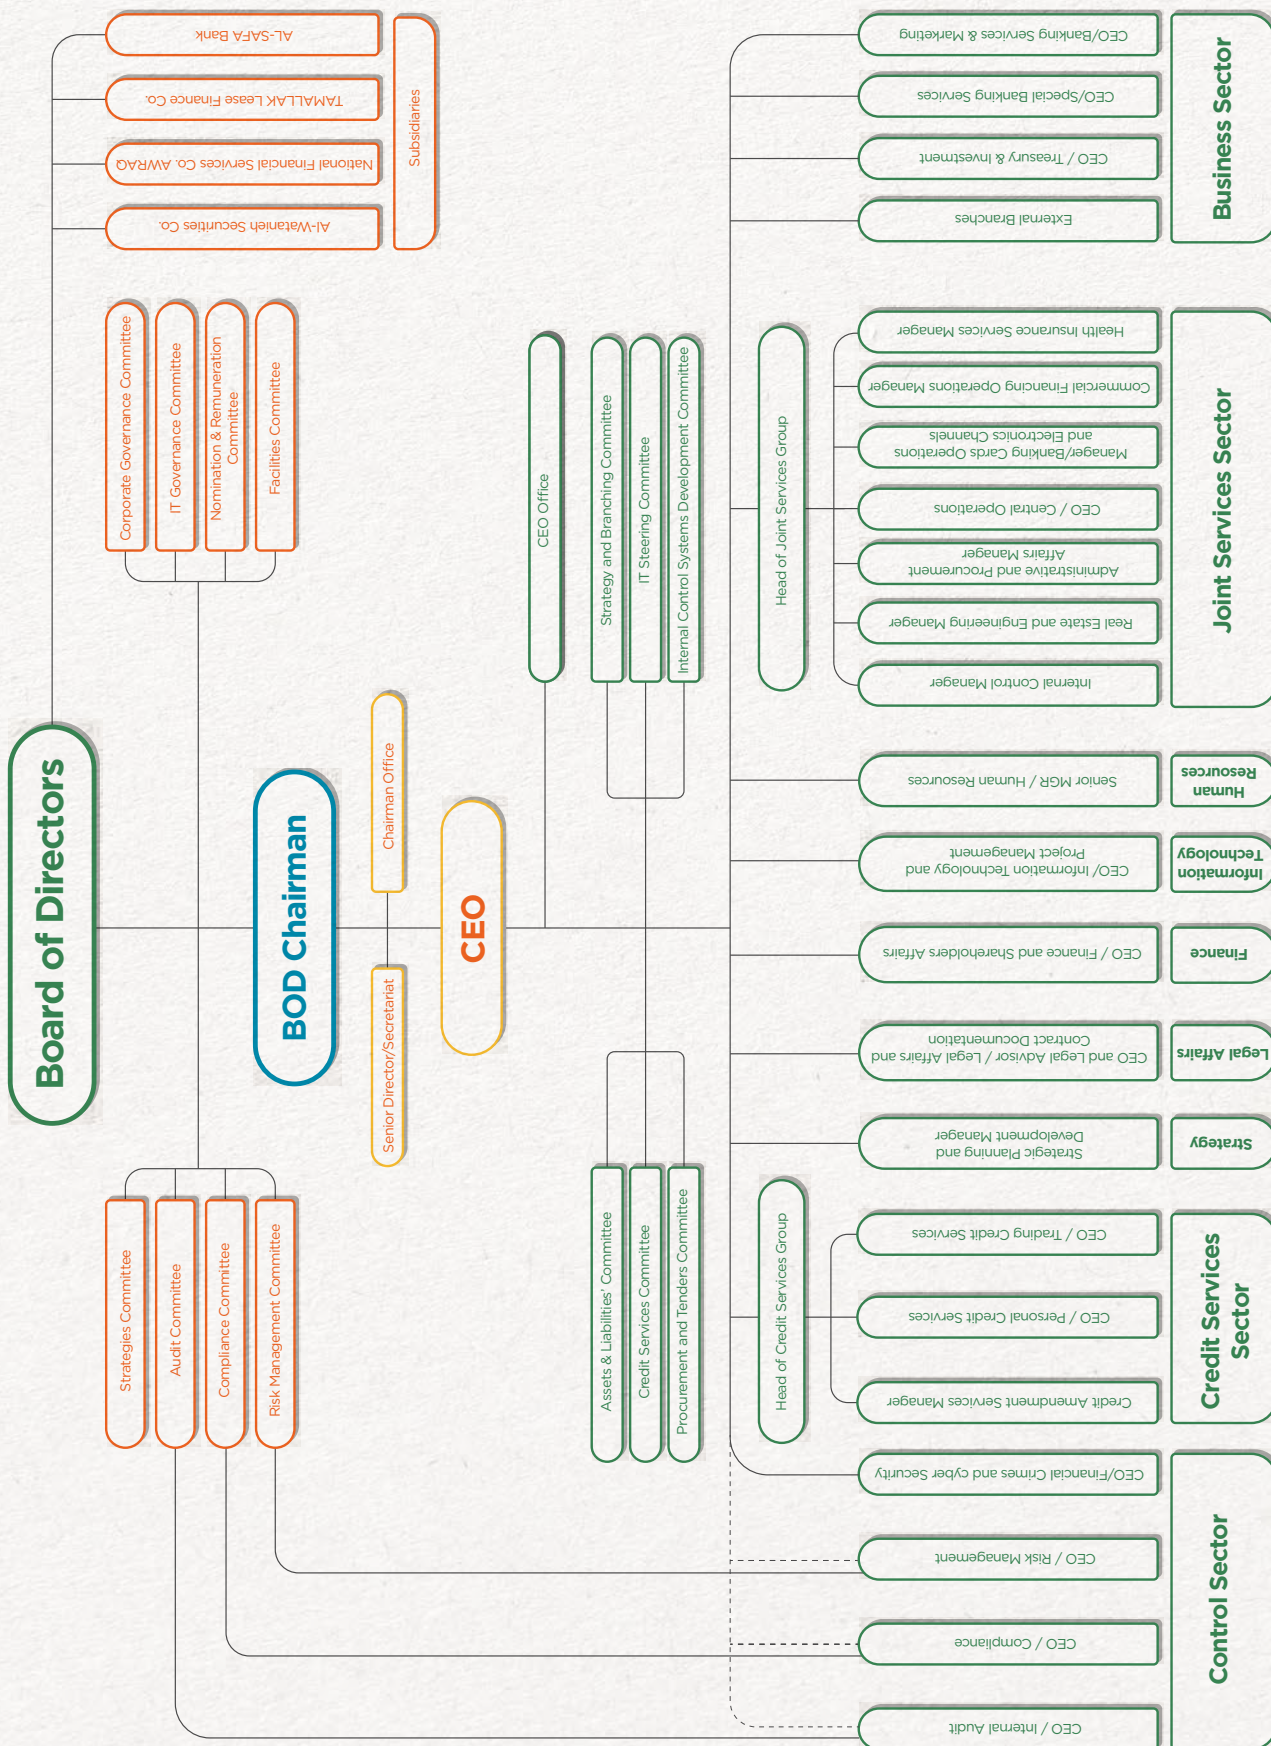 Board of Directors
AL-SAFA Bank
TAMALLAK Lease Finance Co.
National Financial Services Co. AWRAQ
Al-Watanieh Securities Co.
Subsidiaries
Corporate Governance Committee
IT Governance Committee
Nomination & Remuneration
Committee
Facilities Committee
Strategies Committee
Audit Committee
Compliance Committee
Risk Management Committee
BOD Chairman
Chairman Office
Senior Director/Secretariat
CEO
CEO Office
Strategy and Branching Committee
IT Steering Committee
Internal Control Systems Development Committee
Assets & Liabilities' Committee
Credit Services Committee
Procurement and Tenders Committee
Head of Joint Services Group
Head of Credit Services Group
CEO/Banking Services & Marketing
CEO/Special Banking Services
CEO / Treasury & Investment
External Branches
Business Sector
Health Insurance Services Manager
Commercial Financing Operations Manager
Manager/Banking Cards Operations
and Electronics Channels
CEO / Central Operations
Administrative and Procurement
Affairs Manager
Real Estate and Engineering Manager
Internal Control Manager
Joint Services Sector
Senior MGR / Human Resources
Human
Resources
CEO/ Information Technology and
Project Management
Information
Technology
CEO / Finance and Shareholders Affairs
Finance
CEO and Legal Advisor / Legal Affairs and
Contract Documentation
Legal Affairs
Strategic Planning and
Development Manager
Strategy
CEO / Trading Credit Services
CEO / Personal Credit Services
Credit Amendment Services Manager
Credit Services
Sector
CEO/Financial Crimes and cyber Security
CEO / Risk Management
CEO / Compliance
CEO / Internal Audit
Control Sector